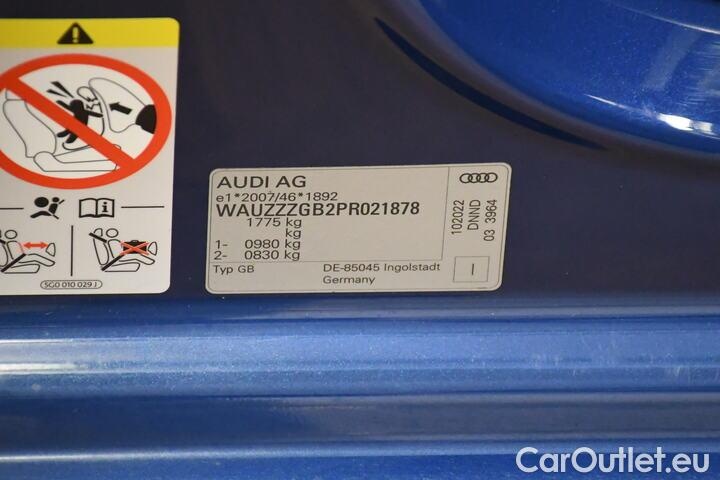 AUDI AG
e1*2007/46*1892
WAUZZZGB2PR021878
1775 kg
kg
1- 0980 kg
2- 0830 kg
Typ GB DE-85045 Ingolstadt
Germany
102022
DNND
03 3964
I
i
5G0 010 029 J
CarOutlet.eu